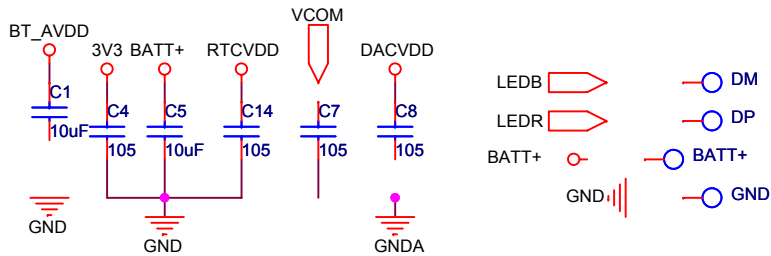 VCOM
BT_AVDD
3V3 BATT+ RTCVDD DACVDD
C1 C4 C5 C14 C7 C8
10uF 105 10uF 105 105 105
GND GND GNDA
LEDB DM
LEDR DP
BATT+ BATT+
GND GND